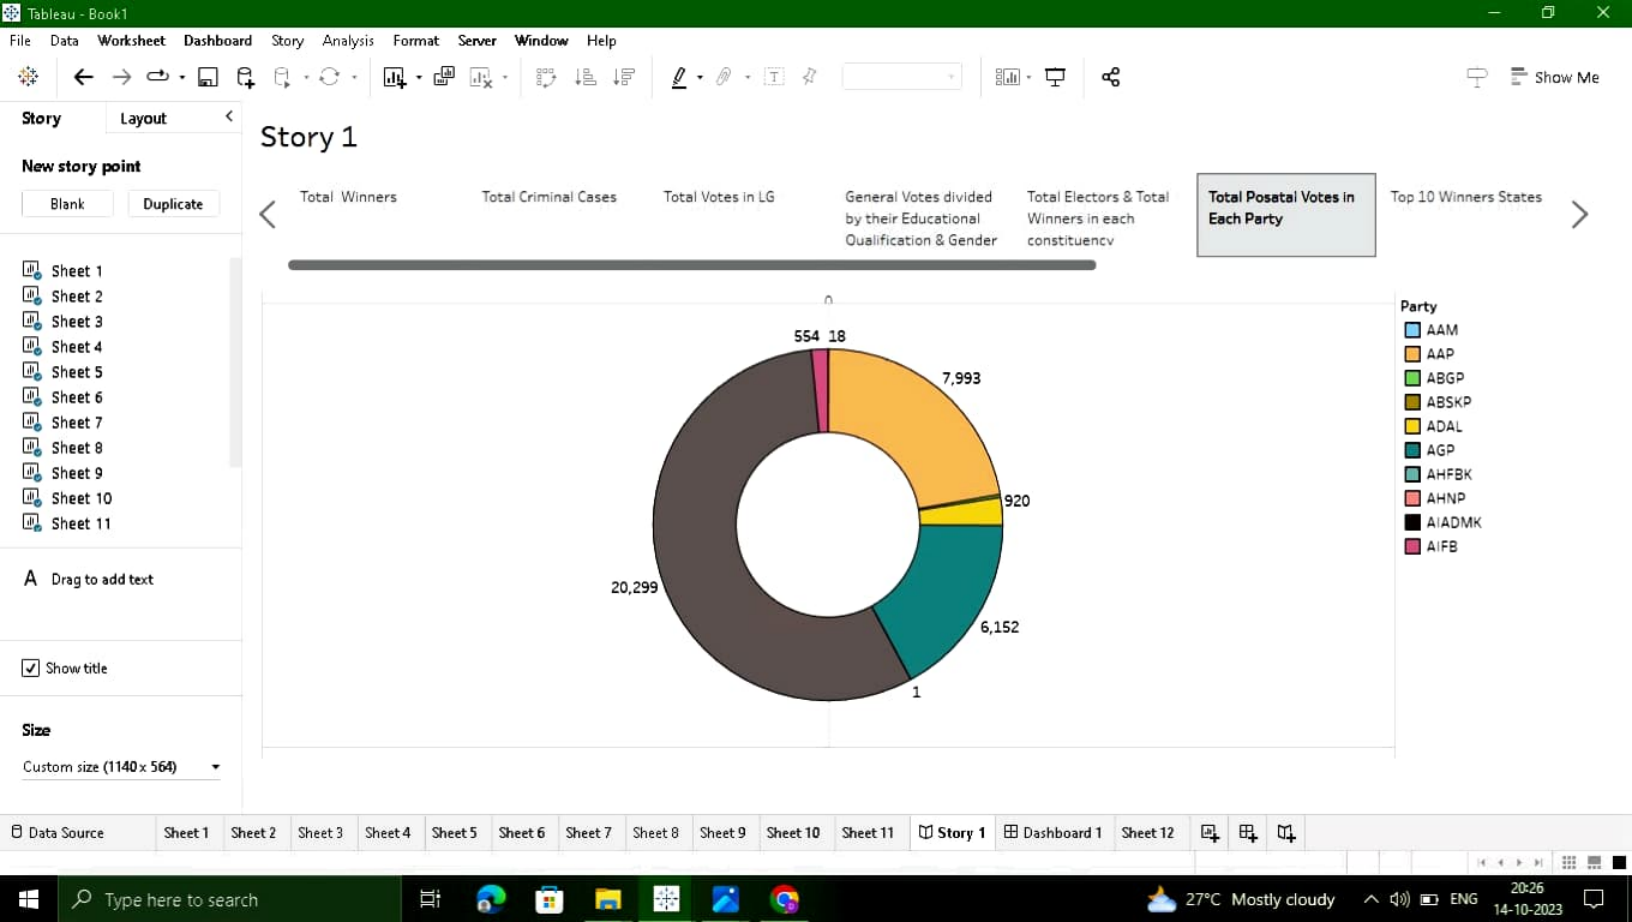 Tableau - Book1
File Data Worksheet Dashboard Story Analysis Format Server Window Help
Show Me
Story Layout
New story point
Blank Duplicate
Sheet 1
Sheet 2
Sheet 3
Sheet 4
Sheet 5
Sheet 6
Sheet 7
Sheet 8
Sheet 9
Sheet 10
Sheet 11
A Drag to add text
Show title
Size
Custom size (1140 x 564)
Story 1
Total Winners
Total Criminal Cases
Total Votes in LG
General Votes divided
by their Educational
Qualification & Gender
Total Electors & Total
Winners in each
constituency
Total Posatal Votes in
Each Party
Top 10 Winners States
0
554 18
7,993
920
20,299
6,152
1
Party
AAM
AAP
ABGP
ABSKP
ADAL
AGP
AHFBK
AHNP
AIADMK
AIFB
Data Source Sheet 1 Sheet 2 Sheet 3 Sheet 4 Sheet 5 Sheet 6 Sheet 7 Sheet 8 Sheet 9 Sheet 10 Sheet 11 Story 1 Dashboard 1 Sheet 12
Type here to search
27°C Mostly cloudy
ENG
20:26
14-10-2023